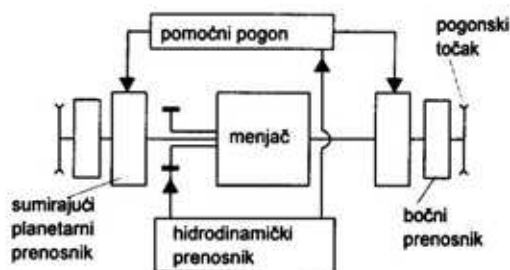 pomoćni pogon
pogonski
točak
menjač
sumirajući
planetarni
prenosnik
hidrodinamički
prenosnik
bočni
prenosnik